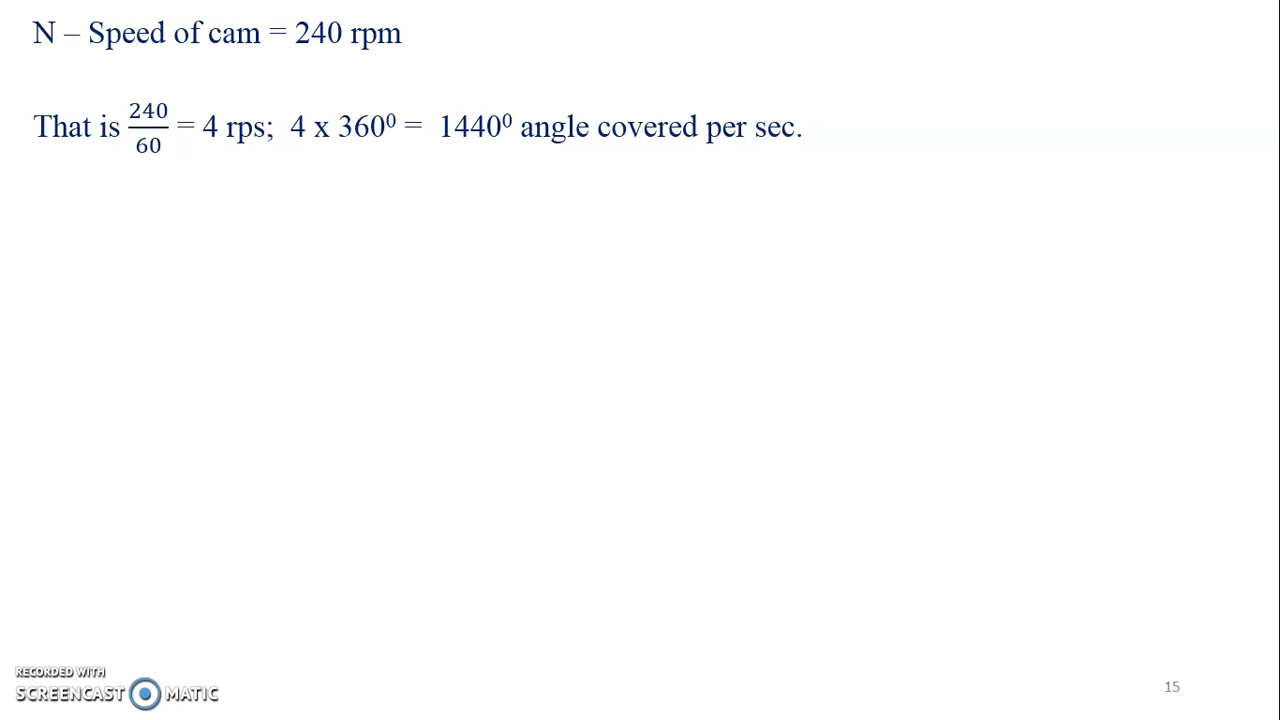 N – Speed of cam = 240 rpm
That is 240/60 = 4 rps; 4 x 360⁰ = 1440⁰ angle covered per sec.
RECORDED WITH
SCREENCAST MATIC
15